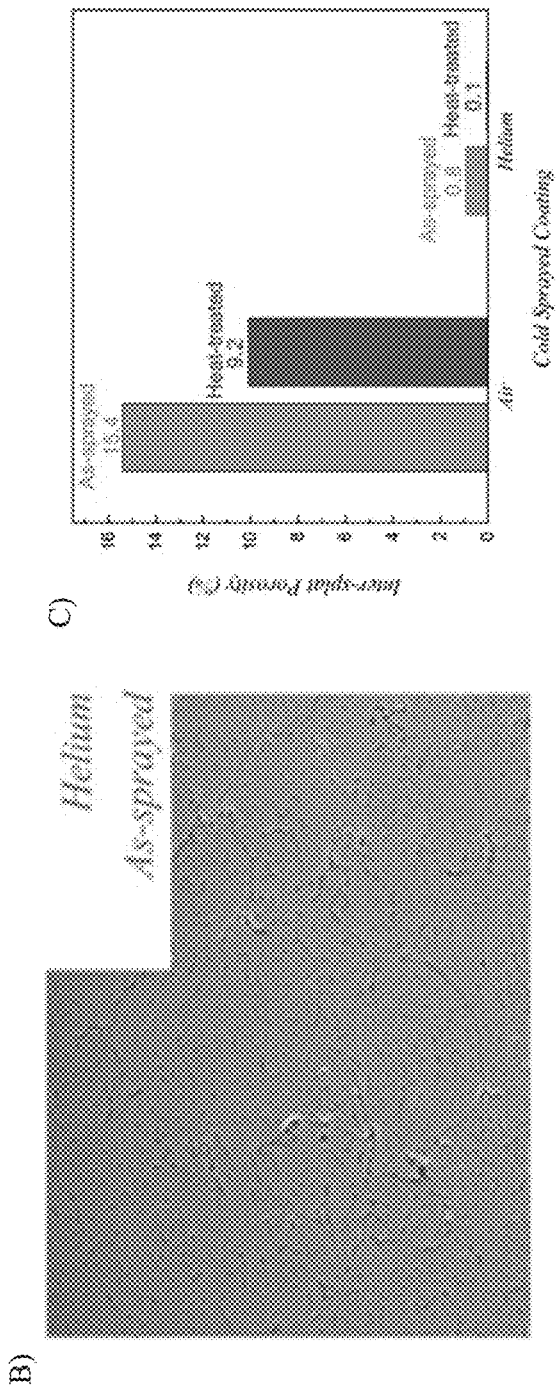 B)
Helium
As-sprayed
C)
Inter-splat Porosity (%)
16
14
12
10
8
6
4
2
0
As-sprayed
15.4
Heat-treated
9.2
As-sprayed
0.8
Heat-treated
0.1
Air
Helium
Cold Sprayed Coating